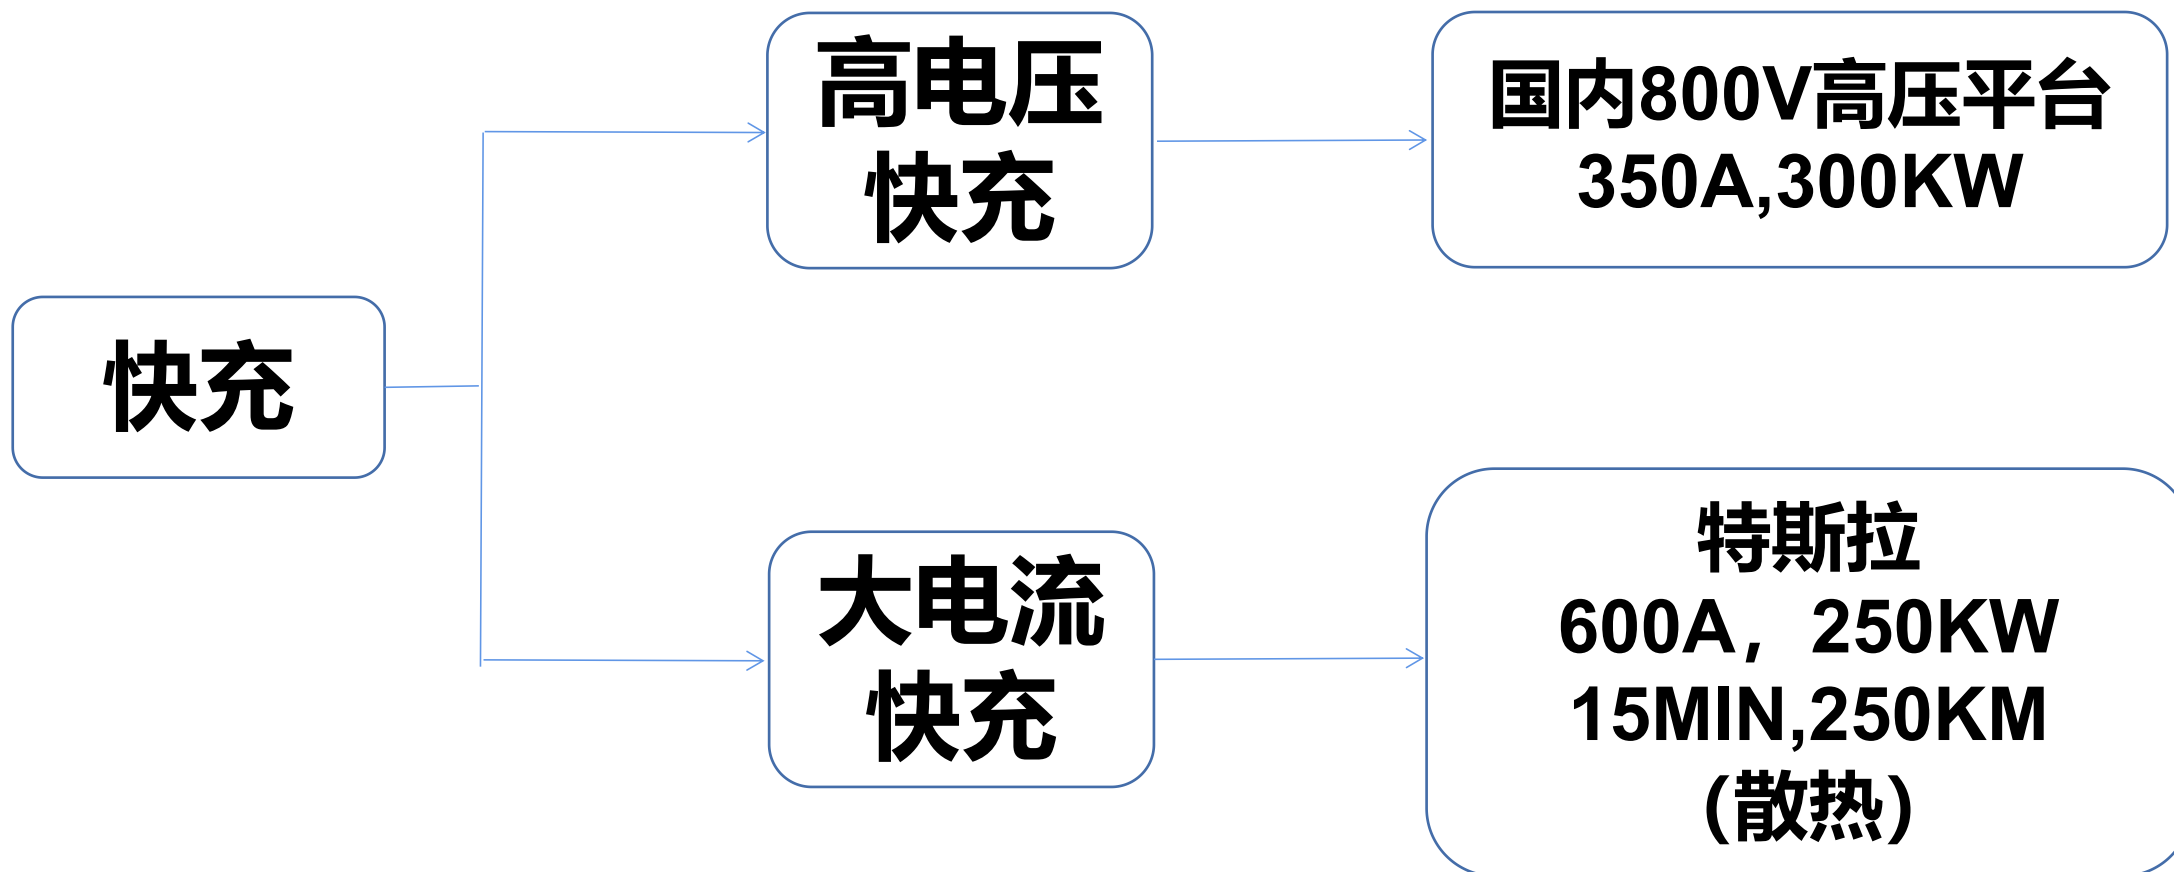 快充
高电压
快充
国内800V高压平台
350A,300KW
大电流
快充
特斯拉
600A，250KW
15MIN,250KM
(散热)